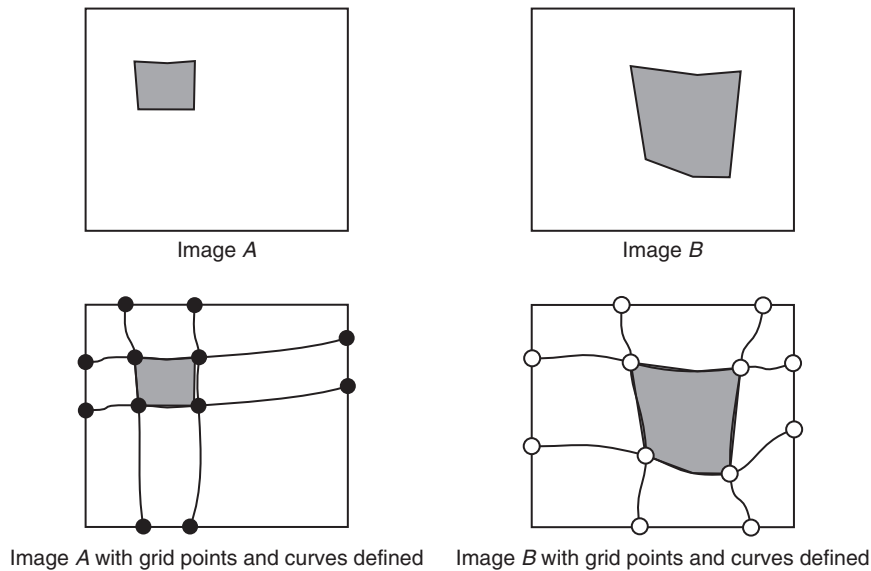 Image A
Image B
Image A with grid points and curves defined
Image B with grid points and curves defined